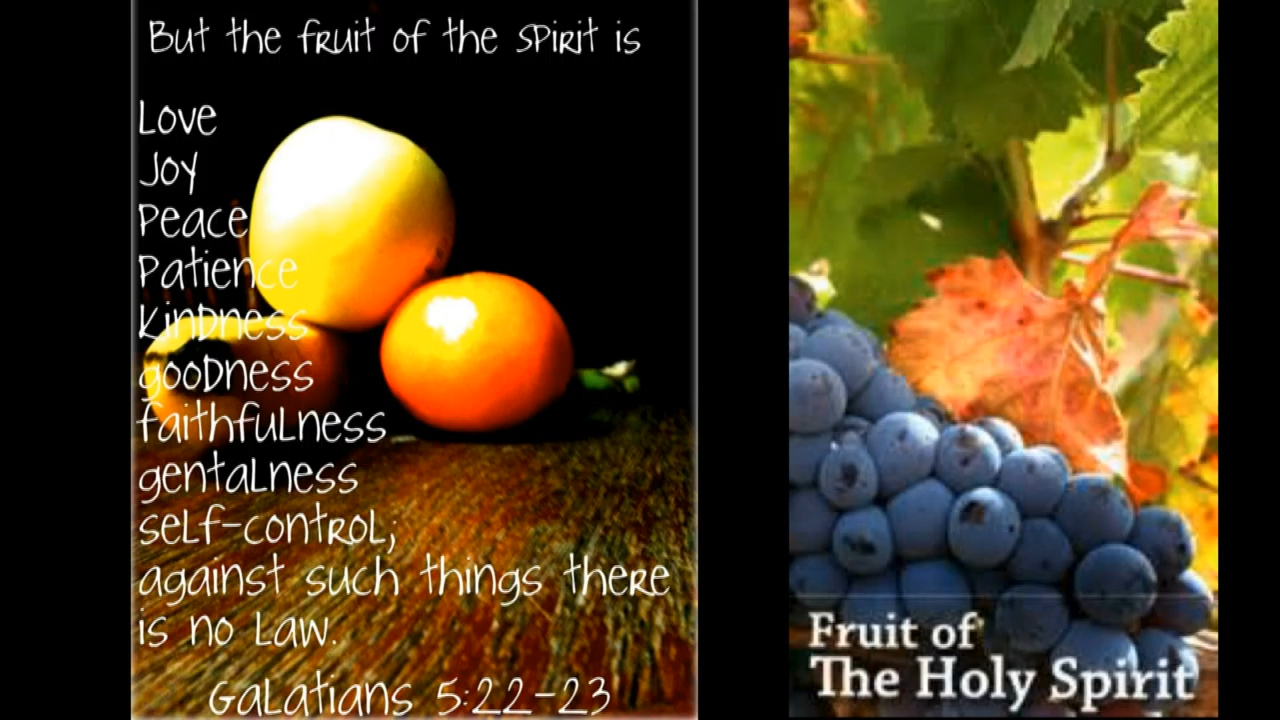 But the fruit of the spirit is
Love
Joy
Peace
Patience
kindness
goodness
faithfulness
gentalness
self-control;
against such things there
is no Law.
Galatians 5:22-23
Fruit of
The Holy Spirit